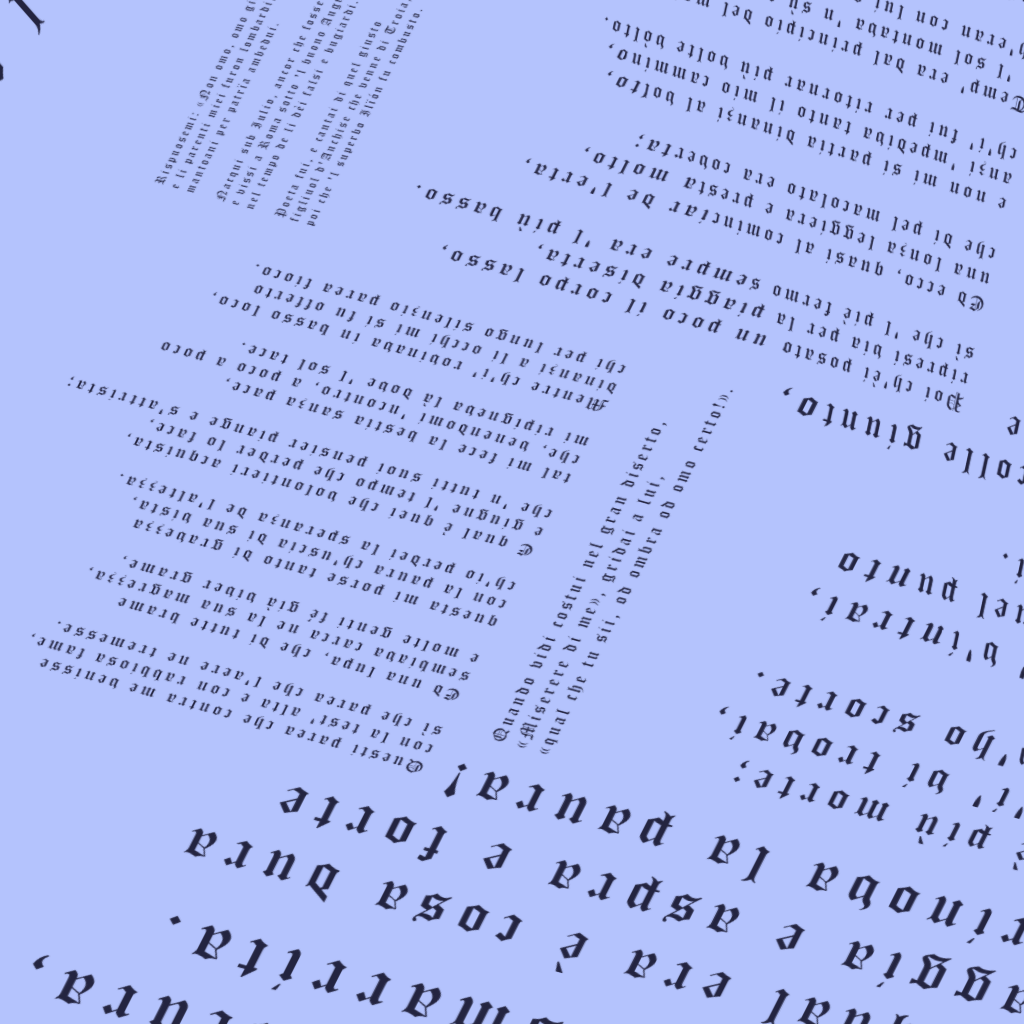 smarrita.
era è cosa dura
aggia e aspra e forte
rinova la paura!
è più morte;
vi trovai,
v'ho scorte.
v'intrai,
quel punto
colle giunto,
Poi ch'èi posato un poco il corpo lasso,
ripresi via per la piaggia diserta,
sì che 'l piè fermo sempre era 'l più basso.
Ed ecco, quasi al cominciar de l'erta,
una lonza leggiera e presta molto,
che di pel macolato era coverta;
e non mi si partia dinanzi al volto,
anzi 'mpediva tanto il mio cammino,
ch'i' fui per ritornar più volte vòlto.
Temp' era dal principio del
'l sol montava 'n sù
ch'eran con lui
Questi parea che contra me venisse
con la test' alta e con rabbiosa fame,
sì che parea che l'aere ne tremesse.
Ed una lupa, che di tutte brame
sembiava carca ne la sua magrezza,
e molte genti fé già viver grame,
questa mi porse tanto di gravezza
con la paura ch'uscia di sua vista,
ch'io perdei la speranza de l'altezza.
E qual è quei che volontieri acquista,
e giugne 'l tempo che perder lo face,
che 'n tutti suoi pensier piange e s'attrista;
tal mi fece la bestia sanza pace,
che, venendomi 'ncontro, a poco a poco
mi ripigneva là dove 'l sol tace.
Mentre ch'i' rovinava in basso loco,
dinanzi a li occhi mi si fu offerto
chi per lungo silenzio parea fioco.
Quando vidi costui nel gran diserto,
«Miserere di me», gridai a lui,
«qual che tu sii, od ombra od omo certo!».
Rispuosemi: «Non omo, omo
e li parenti miei furon lombardi,
mantoani per patrïa ambedui.
Nacqui sub Iulio, ancor che fosse
e vissi a Roma sotto 'l buono
nel tempo de li dèi falsi e bugiardi.
Poeta fui, e cantai di quel giusto
figliuol d'Anchise che venne di Troia,
poi che 'l superbo Ilïón fu combusto.